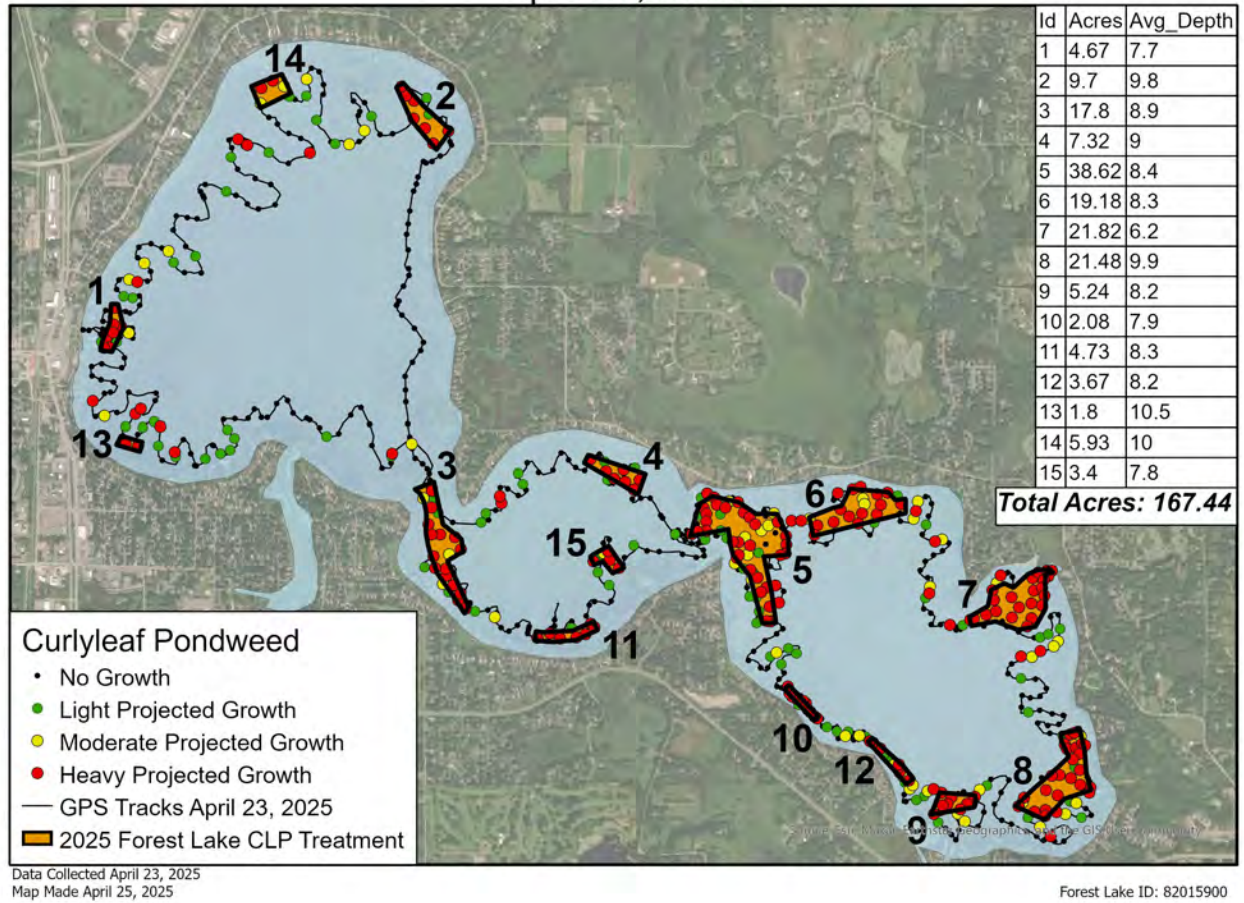 Id Acres Avg_Depth
1 4.67 7.7
2 9.7 9.8
3 17.8 8.9
4 7.32 9
5 38.62 8.4
6 19.18 8.3
7 21.82 6.2
8 21.48 9.9
9 5.24 8.2
10 2.08 7.9
11 4.73 8.3
12 3.67 8.2
13 1.8 10.5
14 5.93 10
15 3.4 7.8
Total Acres: 167.44
14
2
1
13
3
4
15
11
6
5
7
10
12
9
8
Curlyleaf Pondweed
No Growth
Light Projected Growth
Moderate Projected Growth
Heavy Projected Growth
GPS Tracks April 23, 2025
2025 Forest Lake CLP Treatment
Data Collected April 23, 2025
Map Made April 25, 2025
Forest Lake ID: 82015900